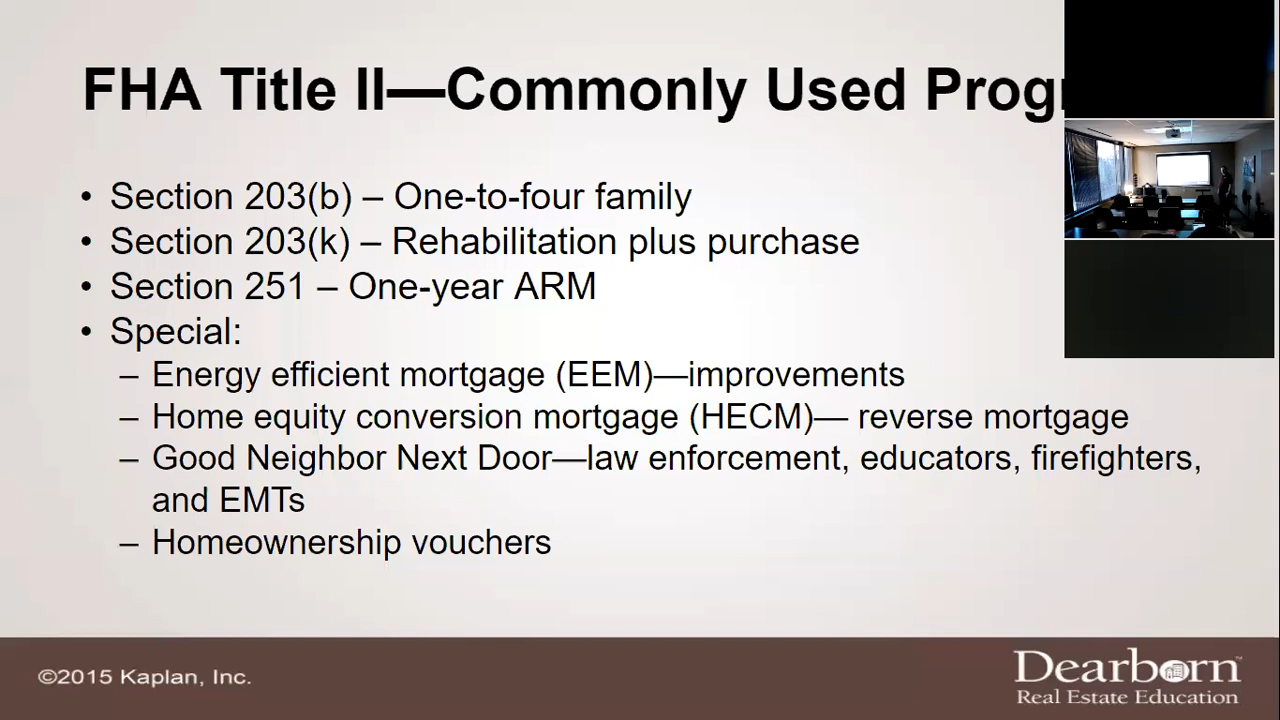 FHA Title II—Commonly Used Prog
• Section 203(b) – One-to-four family
• Section 203(k) – Rehabilitation plus purchase
• Section 251 – One-year ARM
• Special:
– Energy efficient mortgage (EEM)—improvements
– Home equity conversion mortgage (HECM)— reverse mortgage
– Good Neighbor Next Door—law enforcement, educators, firefighters,
and EMTs
– Homeownership vouchers
©2015 Kaplan, Inc.
Dearborn™
Real Estate Education